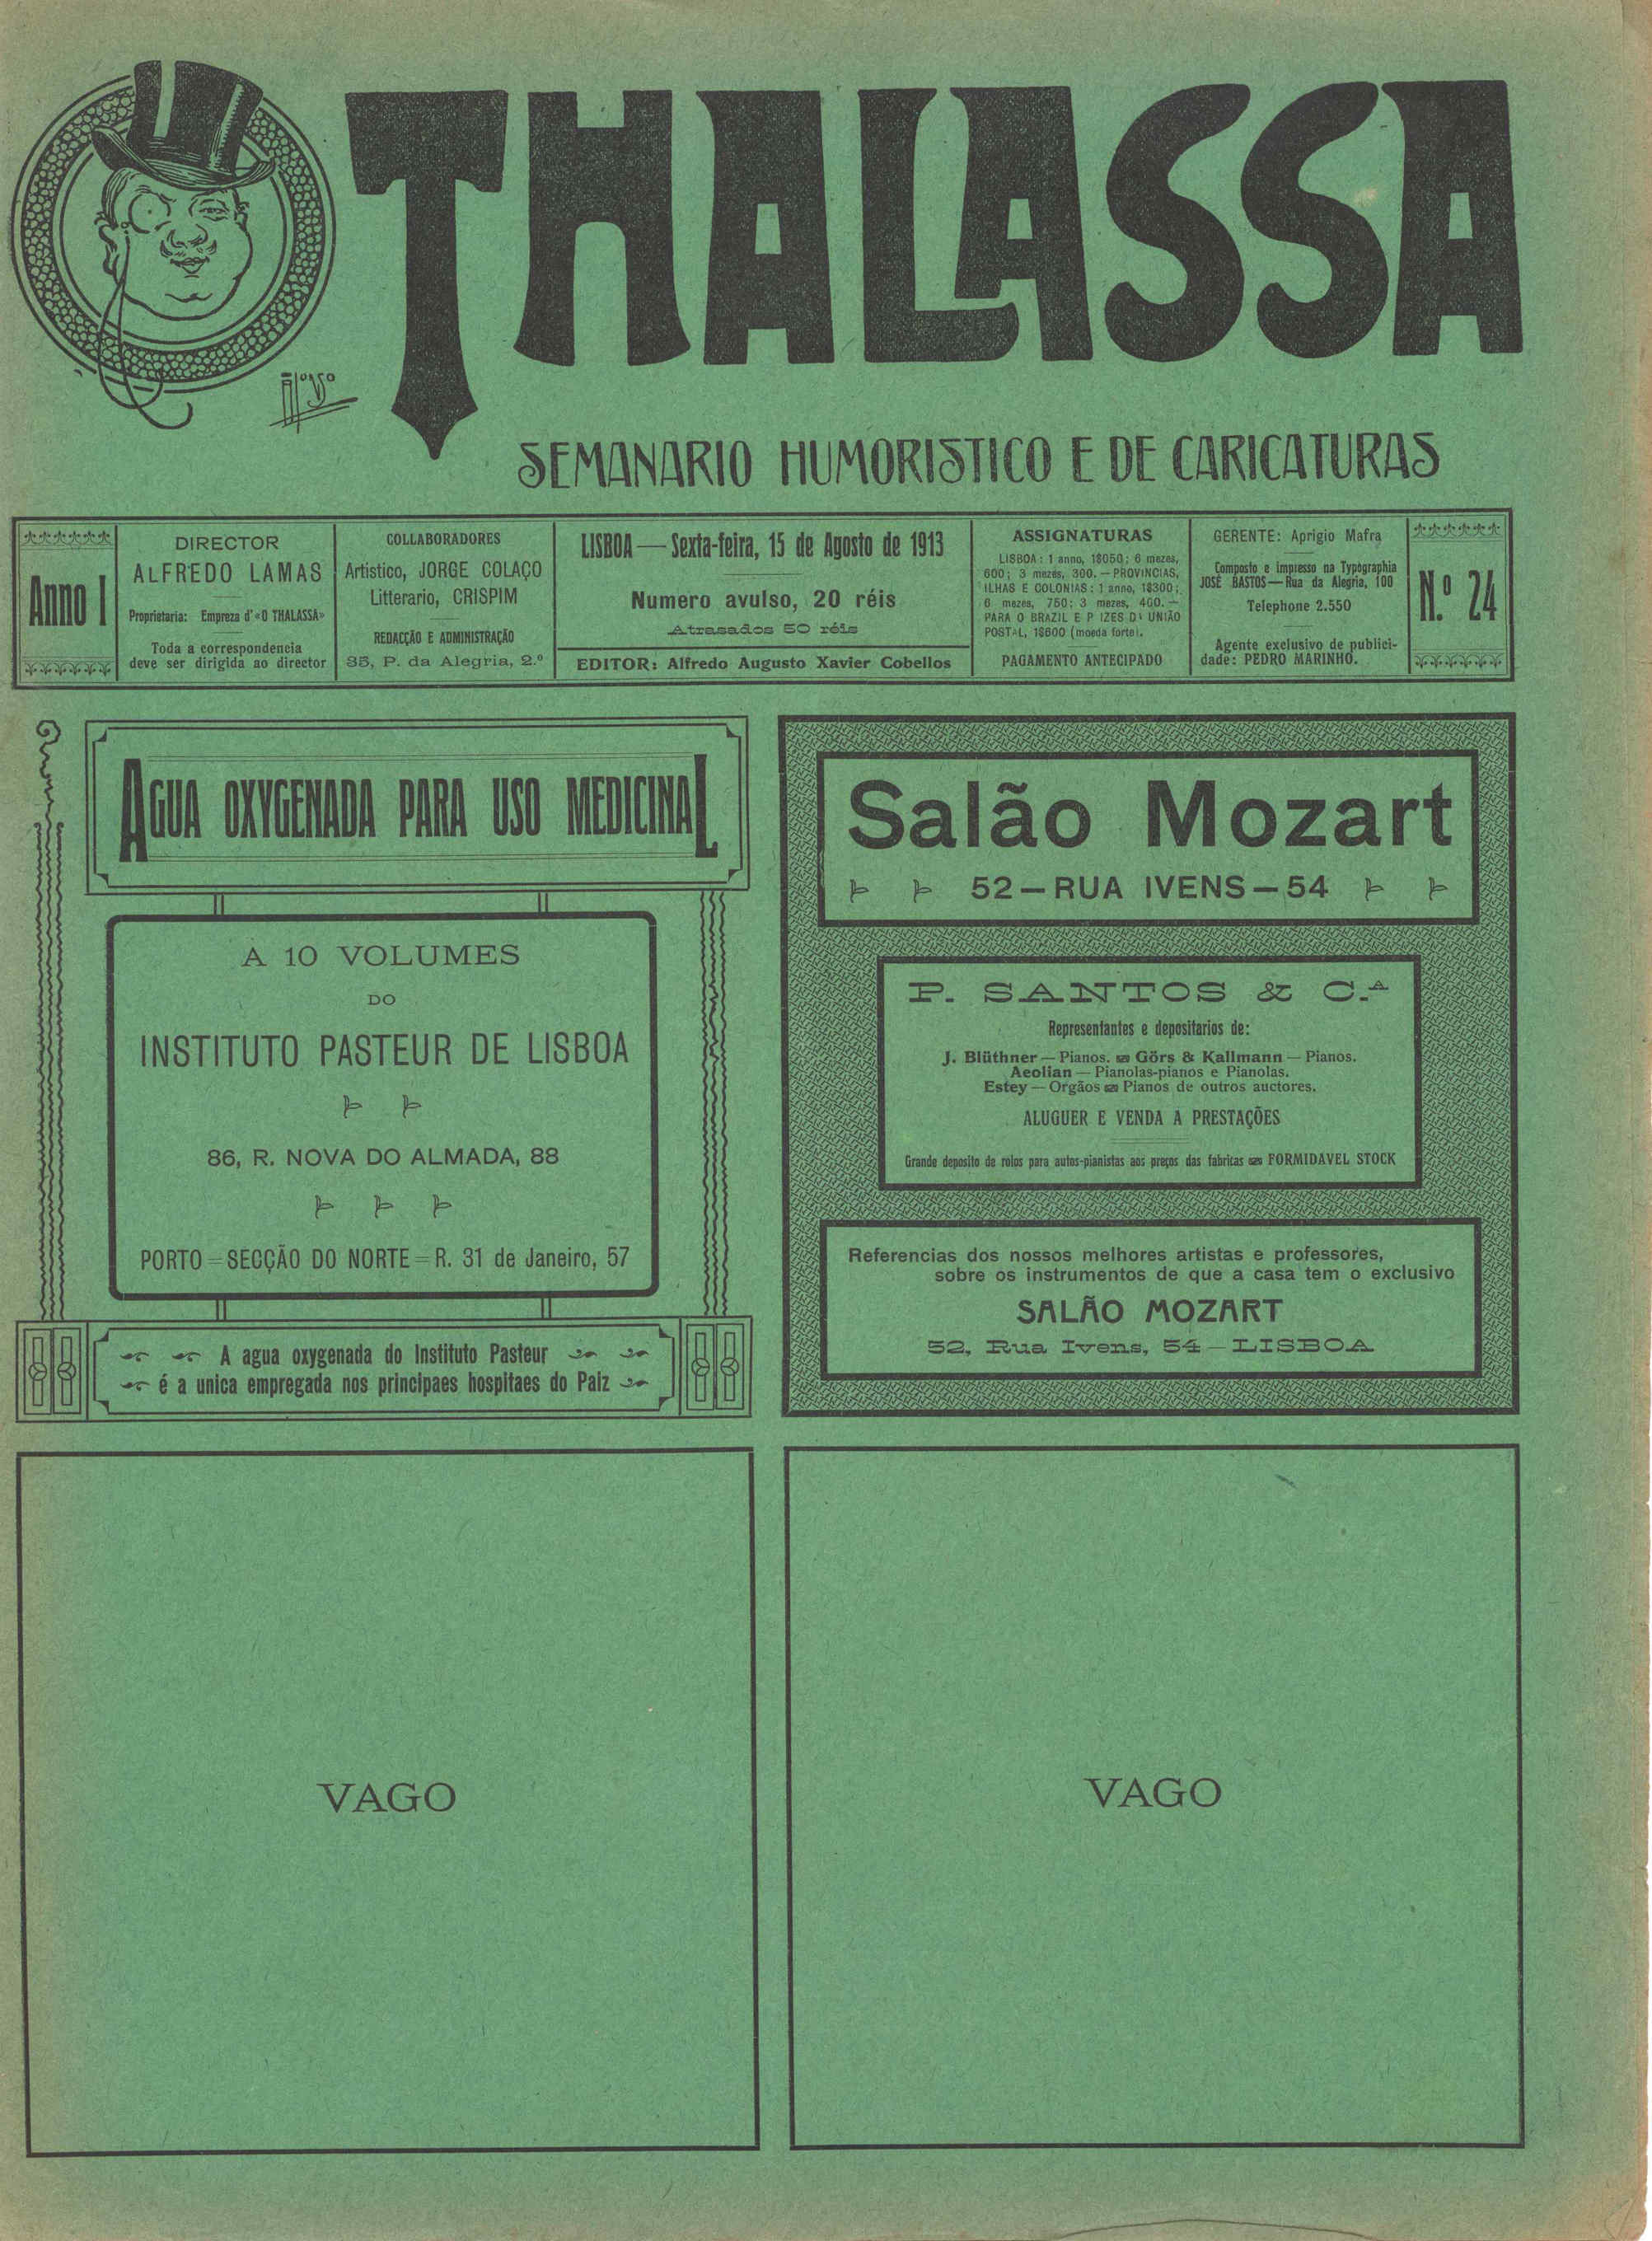 O THALASSA
SEMANARIO HUMORISTICO E DE CARICATURAS
Anno I
DIRECTOR
ALFREDO LAMAS
Proprietaria: Empreza d'«O THALASSA»
Toda a correspondencia
deve ser dirigida ao director
COLLABORADORES
Artistico, JORGE COLAÇO
Litterario, CRISPIM
REDACÇÃO E ADMINISTRAÇÃO
35, P. da Alegria, 2.º
LISBOA — Sexta-feira, 15 de Agosto de 1913
Numero avulso, 20 réis
Atrasados 50 réis
EDITOR: Alfredo Augusto Xavier Cobellos
ASSIGNATURAS
LISBOA: 1 anno, 1$050; 6 mezes,
600; 3 mezes, 300. — PROVINCIAS,
ILHAS E COLONIAS: 1 anno, 1$300;
6 mezes, 750; 3 mezes, 400. —
PARA O BRAZIL E P IZES D UNIÃO
POSTAL, 1$600 (moeda forte).
PAGAMENTO ANTECIPADO
GERENTE: Aprigio Mafra
Composto e impresso na Typographia
JOSÉ BASTOS — Rua da Alegria, 100
Telephone 2.550
Agente exclusivo de publici-
dade: PEDRO MARINHO.
N.º 24
AGUA OXYGENADA PARA USO MEDICINAL
A 10 VOLUMES
DO
INSTITUTO PASTEUR DE LISBOA
86, R. NOVA DO ALMADA, 88
PORTO = SECÇÃO DO NORTE = R. 31 de Janeiro, 57
A agua oxygenada do Instituto Pasteur
é a unica empregada nos principaes hospitaes do Paiz
Salão Mozart
52 — RUA IVENS — 54
P. SANTOS & C.ᴬ
Representantes e depositarios de:
J. Blüthner — Pianos. Görs & Kallmann — Pianos.
Aeolian — Pianolas-pianos e Pianolas.
Estey — Orgãos Pianos de outros auctores.
ALUGUER E VENDA A PRESTAÇÕES
Grande deposito de rolos para autos-pianistas aos preços das fabricas FORMIDAVEL STOCK
Referencias dos nossos melhores artistas e professores,
sobre os instrumentos de que a casa tem o exclusivo
SALÃO MOZART
52, Rua Ivens, 54 — LISBOA
VAGO
VAGO